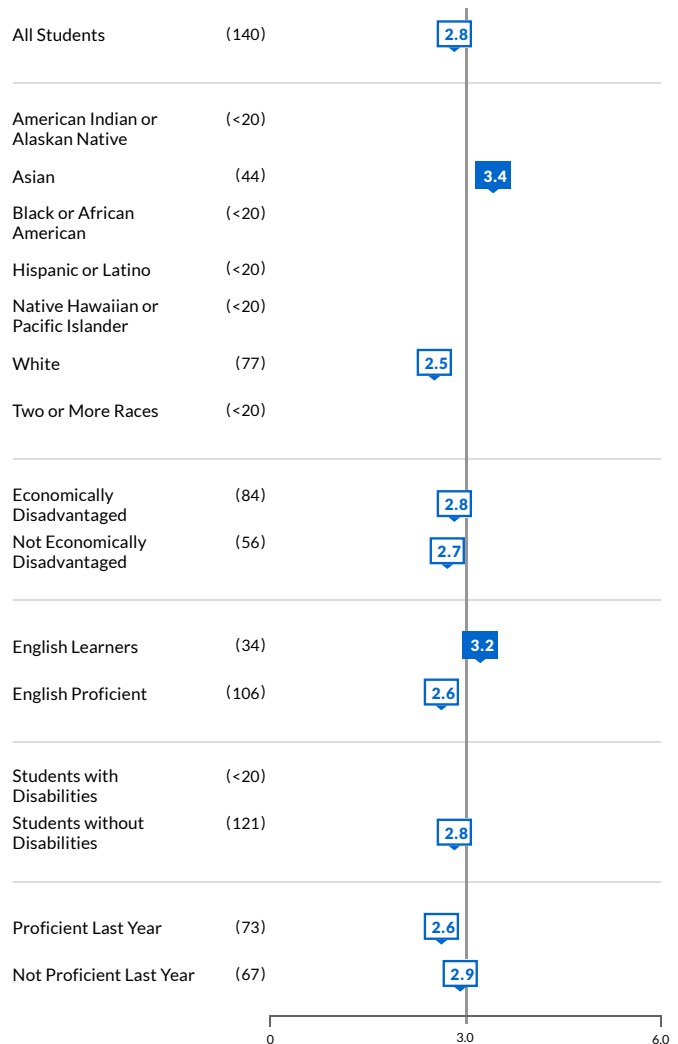 All Students (140) 2.8
American Indian or (<20)
Alaskan Native
Asian (44) 3.4
Black or African (<20)
American
Hispanic or Latino (<20)
Native Hawaiian or (<20)
Pacific Islander
White (77) 2.5
Two or More Races (<20)
Economically (84) 2.8
Disadvantaged
Not Economically (56) 2.7
Disadvantaged
English Learners (34) 3.2
English Proficient (106) 2.6
Students with (<20)
Disabilities
Students without (121) 2.8
Disabilities
Proficient Last Year (73) 2.6
Not Proficient Last Year (67) 2.9
0 3.0 6.0